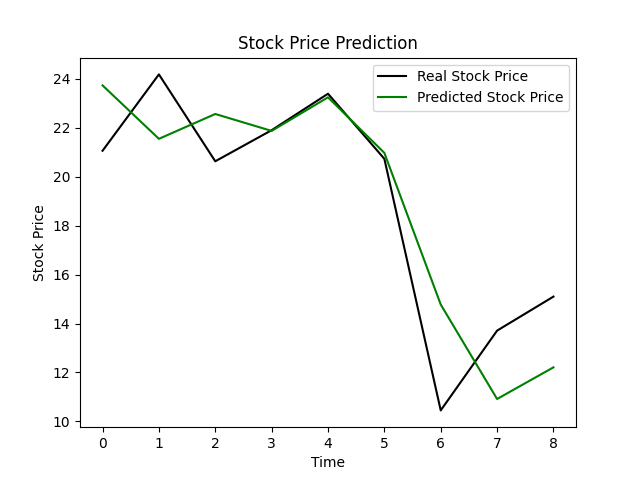 Stock Price Prediction
Real Stock Price
Predicted Stock Price
Stock Price
24
22
20
18
16
14
12
10
0 1 2 3 4 5 6 7 8
Time